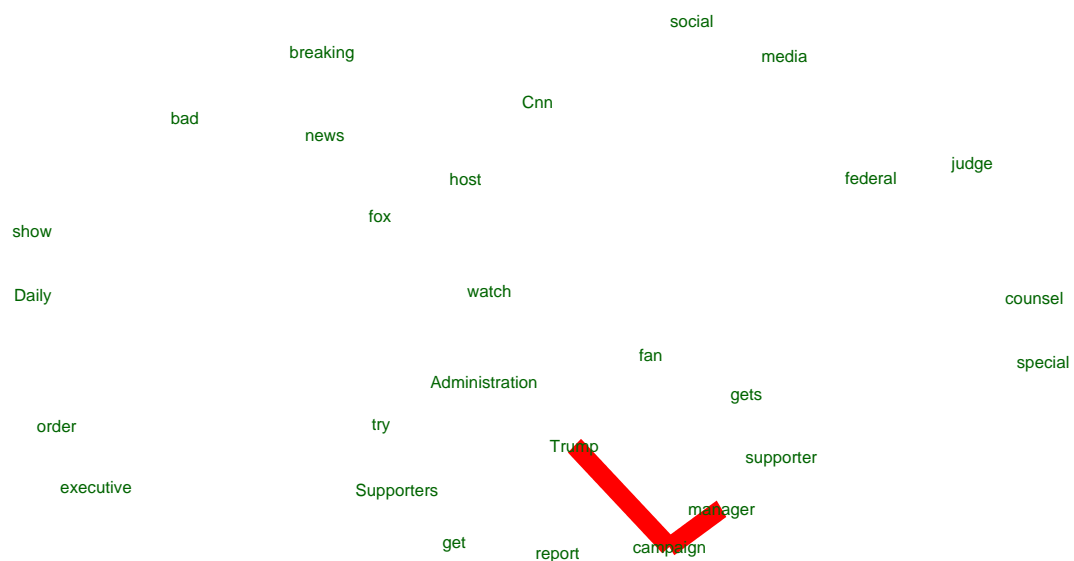 social
breaking
media
Cnn
bad
news
judge
host
federal
fox
show
watch
Daily
counsel
fan
special
Administration
gets
order
try
Trump
supporter
executive
Supporters
manager
get
campaign
report